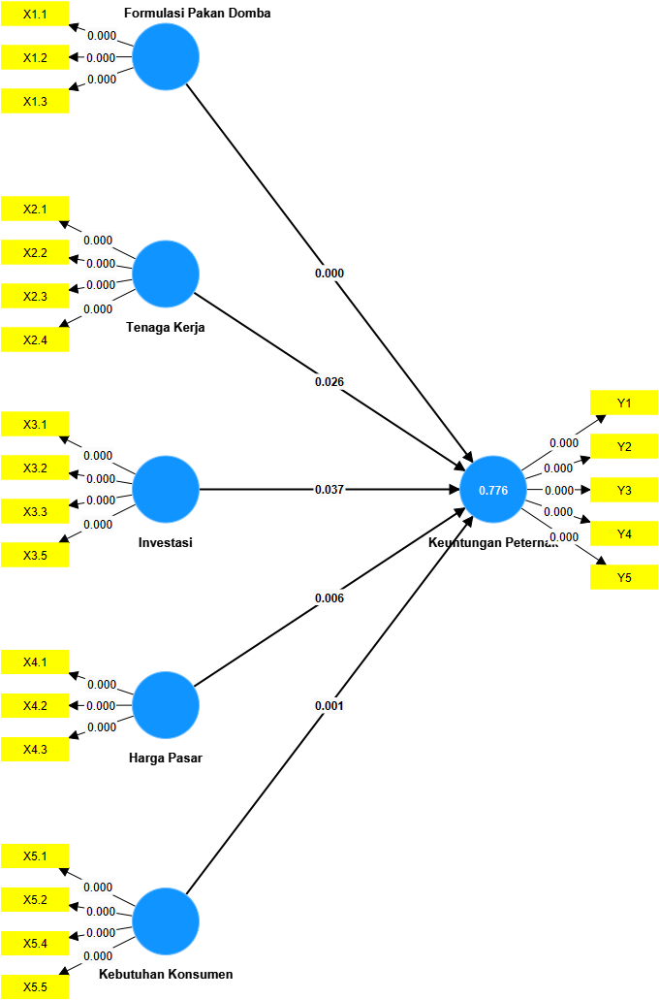 X1.1
Formulasi Pakan Domba
0.000
X1.2
0.000
0.000
X1.3
X2.1
0.000
X2.2
0.000
0.000
X2.3
0.000
X2.4
Tenaga Kerja
0.000
0.026
X3.1
0.000
X3.2
0.000
0.000
X3.3
0.000
X3.5
Investasi
0.037
Y1
0.000
Y2
0.000
0.776
0.000
Y3
0.000
Y4
0.000
Y5
Keuntungan Peternak
0.006
X4.1
0.000
X4.2
0.000
0.000
X4.3
Harga Pasar
0.001
X5.1
0.000
X5.2
0.000
0.000
X5.4
0.000
X5.5
Kebutuhan Konsumen